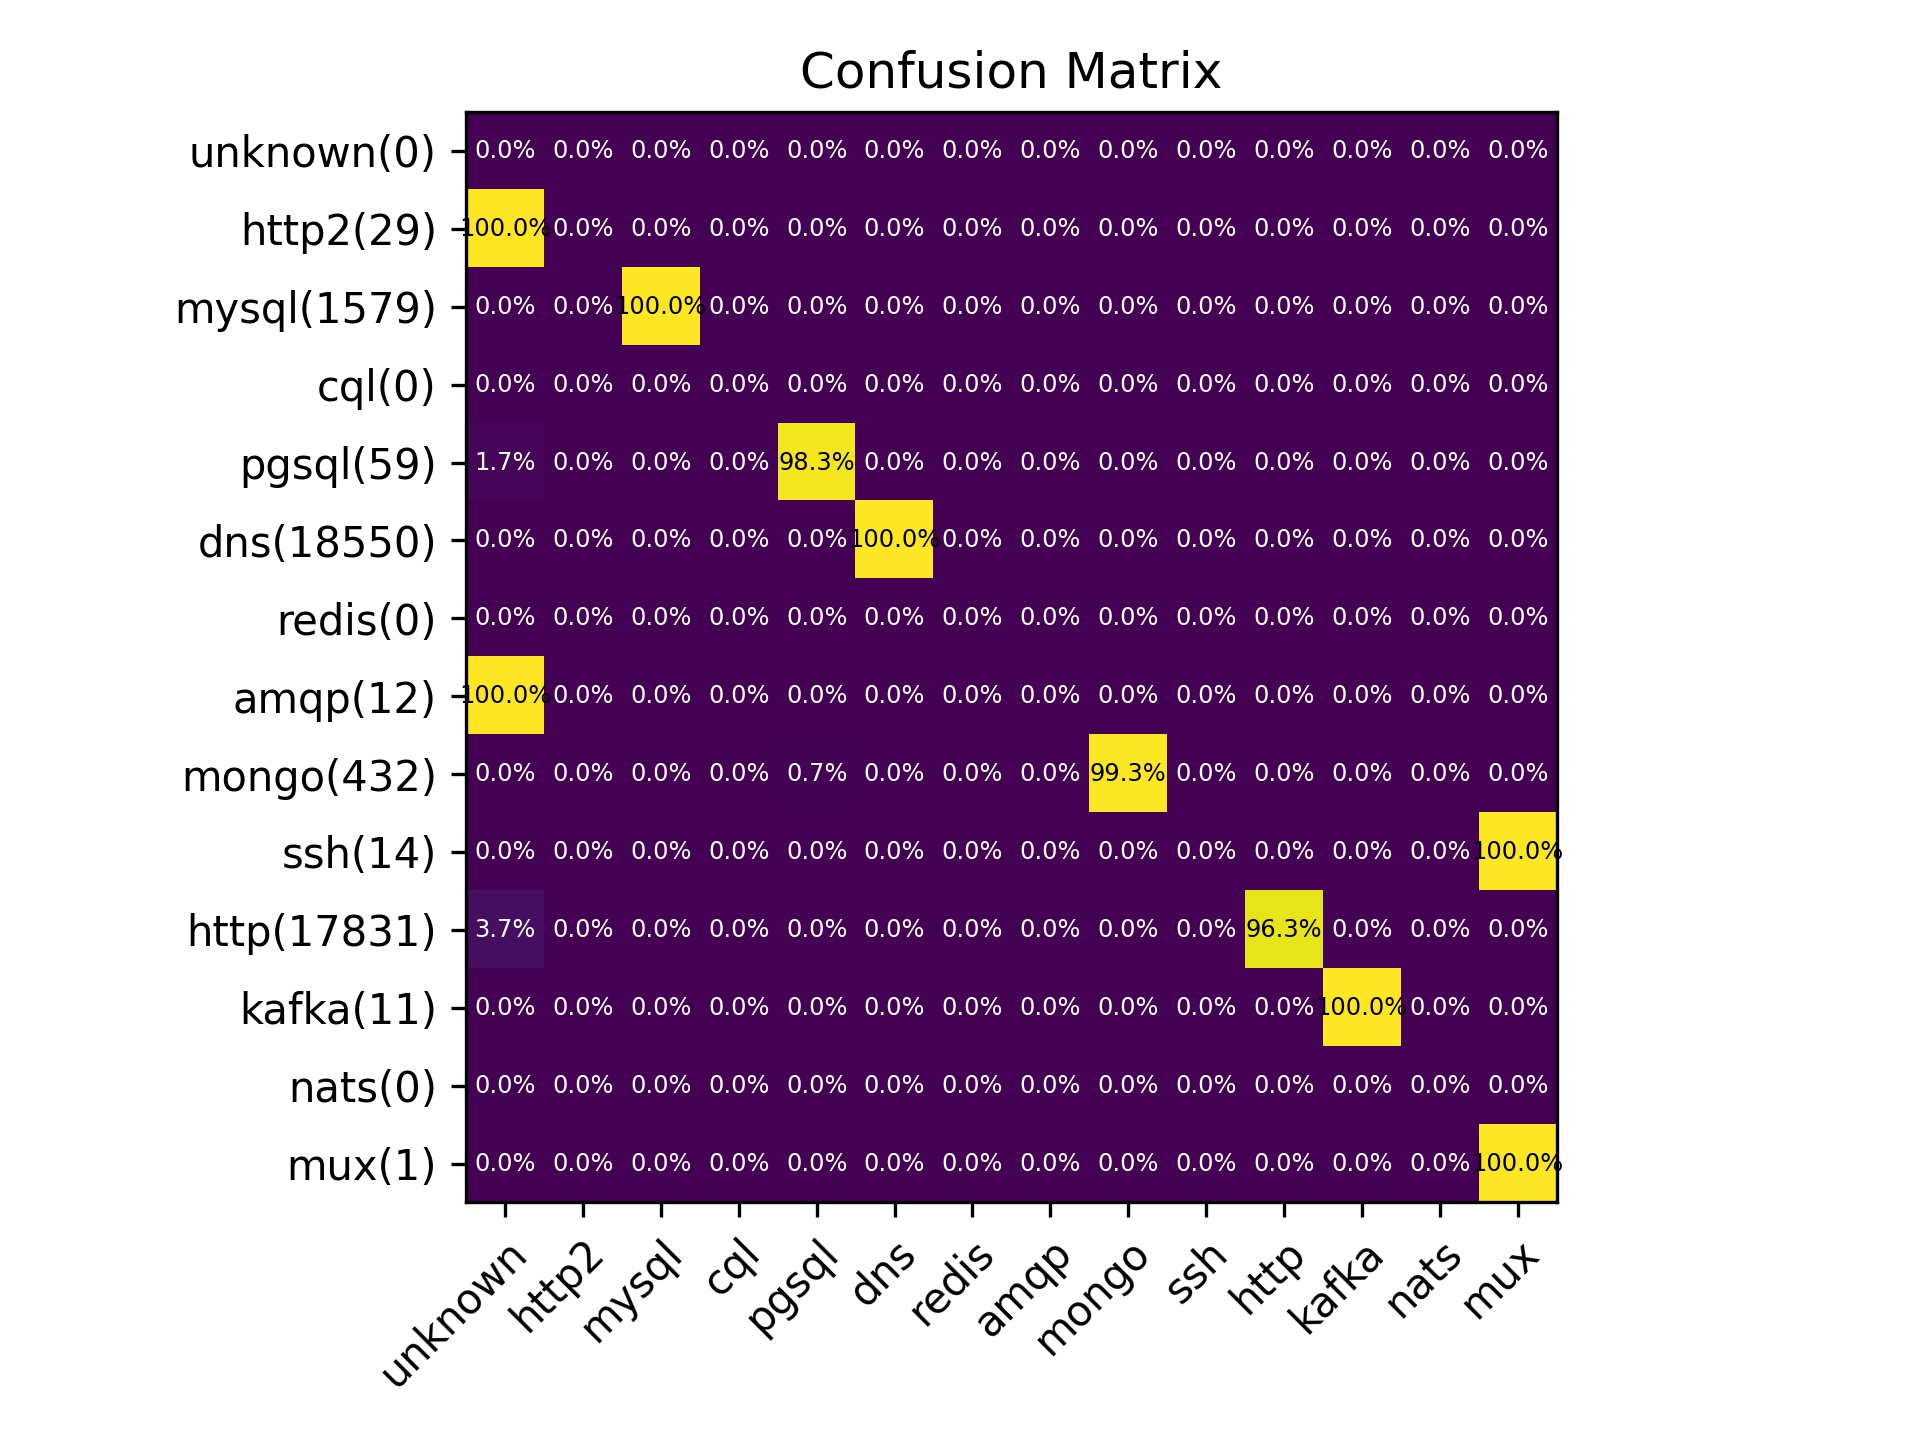 Confusion Matrix
unknown(0) 0.0% 0.0% 0.0% 0.0% 0.0% 0.0% 0.0% 0.0% 0.0% 0.0% 0.0% 0.0% 0.0% 0.0%
http2(29) 100.0% 0.0% 0.0% 0.0% 0.0% 0.0% 0.0% 0.0% 0.0% 0.0% 0.0% 0.0% 0.0% 0.0%
mysql(1579) 0.0% 0.0% 100.0% 0.0% 0.0% 0.0% 0.0% 0.0% 0.0% 0.0% 0.0% 0.0% 0.0% 0.0%
cql(0) 0.0% 0.0% 0.0% 0.0% 0.0% 0.0% 0.0% 0.0% 0.0% 0.0% 0.0% 0.0% 0.0% 0.0%
pgsql(59) 1.7% 0.0% 0.0% 0.0% 98.3% 0.0% 0.0% 0.0% 0.0% 0.0% 0.0% 0.0% 0.0% 0.0%
dns(18550) 0.0% 0.0% 0.0% 0.0% 0.0% 100.0% 0.0% 0.0% 0.0% 0.0% 0.0% 0.0% 0.0% 0.0%
redis(0) 0.0% 0.0% 0.0% 0.0% 0.0% 0.0% 0.0% 0.0% 0.0% 0.0% 0.0% 0.0% 0.0% 0.0%
amqp(12) 100.0% 0.0% 0.0% 0.0% 0.0% 0.0% 0.0% 0.0% 0.0% 0.0% 0.0% 0.0% 0.0% 0.0%
mongo(432) 0.0% 0.0% 0.0% 0.0% 0.7% 0.0% 0.0% 0.0% 99.3% 0.0% 0.0% 0.0% 0.0% 0.0%
ssh(14) 0.0% 0.0% 0.0% 0.0% 0.0% 0.0% 0.0% 0.0% 0.0% 0.0% 0.0% 0.0% 0.0% 100.0%
http(17831) 3.7% 0.0% 0.0% 0.0% 0.0% 0.0% 0.0% 0.0% 0.0% 0.0% 96.3% 0.0% 0.0% 0.0%
kafka(11) 0.0% 0.0% 0.0% 0.0% 0.0% 0.0% 0.0% 0.0% 0.0% 0.0% 0.0% 100.0% 0.0% 0.0%
nats(0) 0.0% 0.0% 0.0% 0.0% 0.0% 0.0% 0.0% 0.0% 0.0% 0.0% 0.0% 0.0% 0.0% 0.0%
mux(1) 0.0% 0.0% 0.0% 0.0% 0.0% 0.0% 0.0% 0.0% 0.0% 0.0% 0.0% 0.0% 0.0% 100.0%
unknown http2 mysql cql pgsql dns redis amqp mongo ssh http kafka nats mux